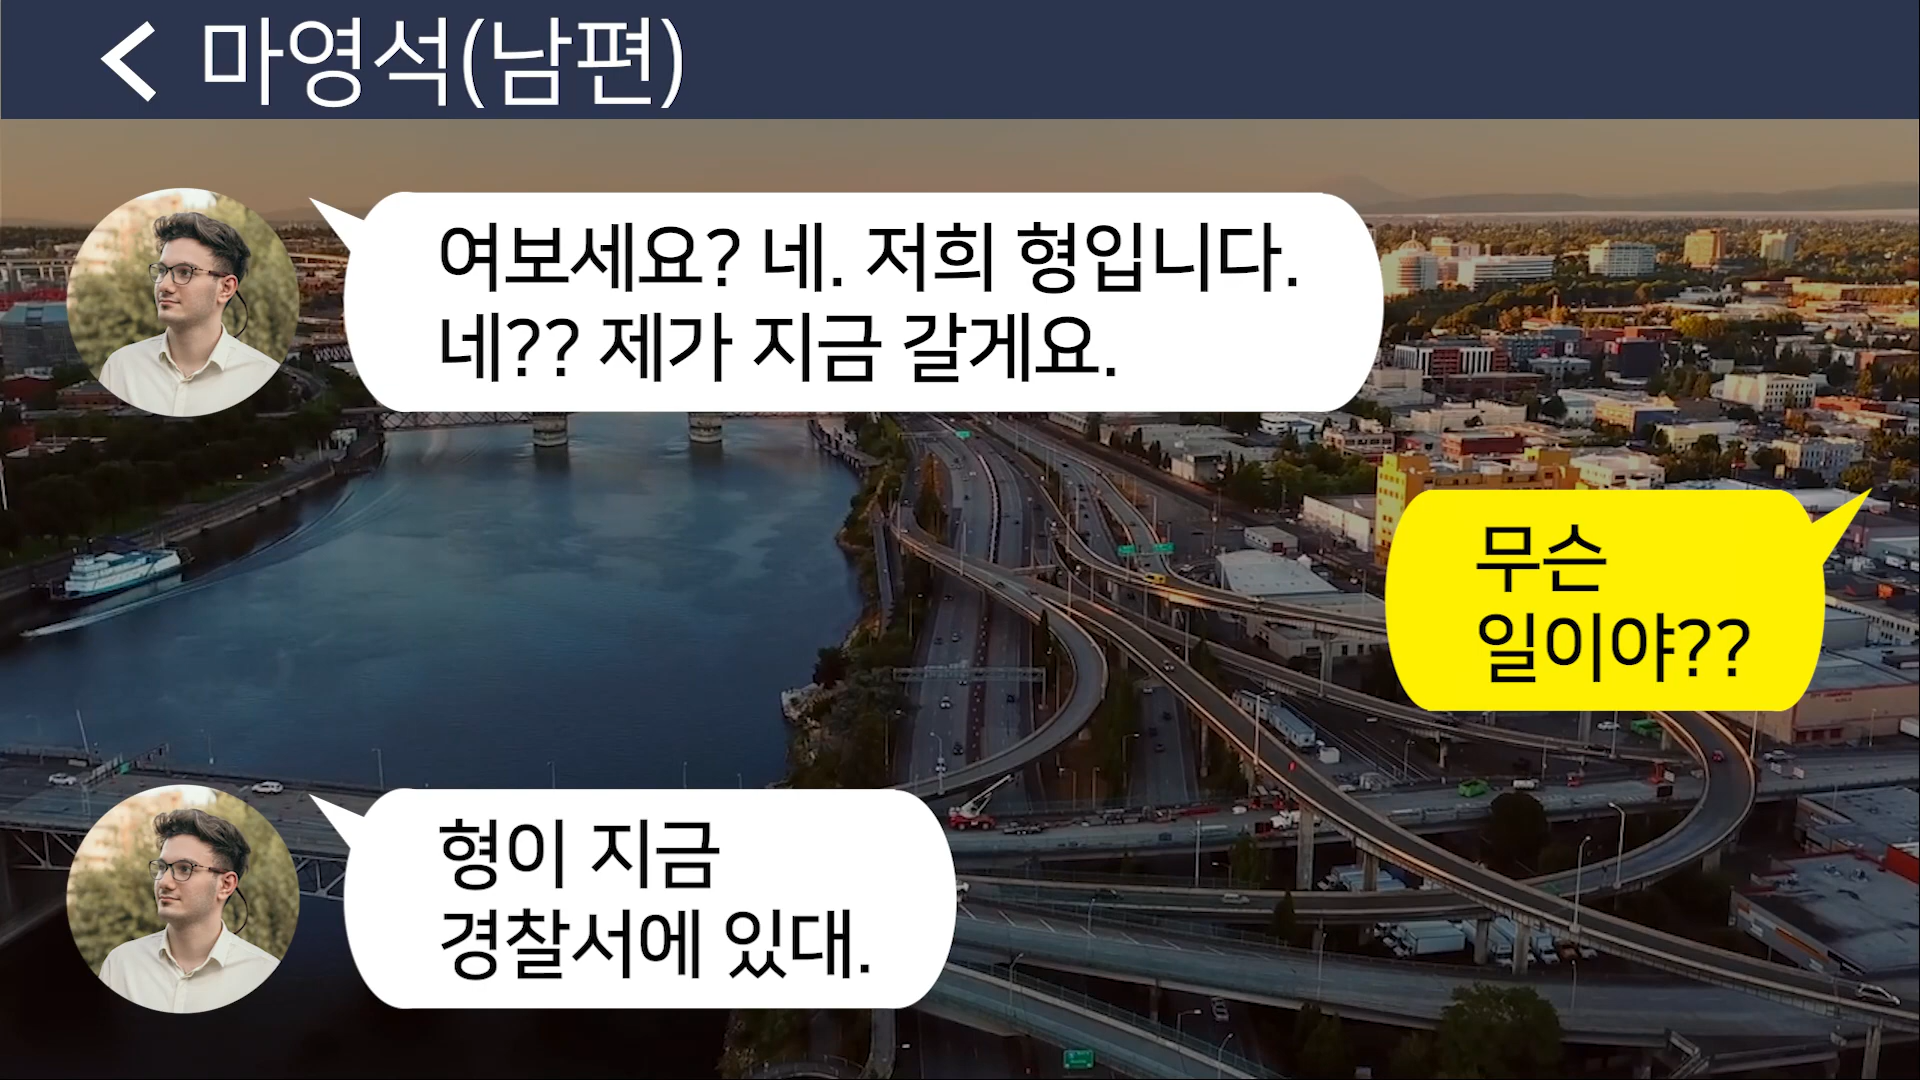 마영석(남편)
여보세요? 네. 저희 형입니다.
네?? 제가 지금 갈게요.
무슨
일이야??
형이 지금
경찰서에 있대.